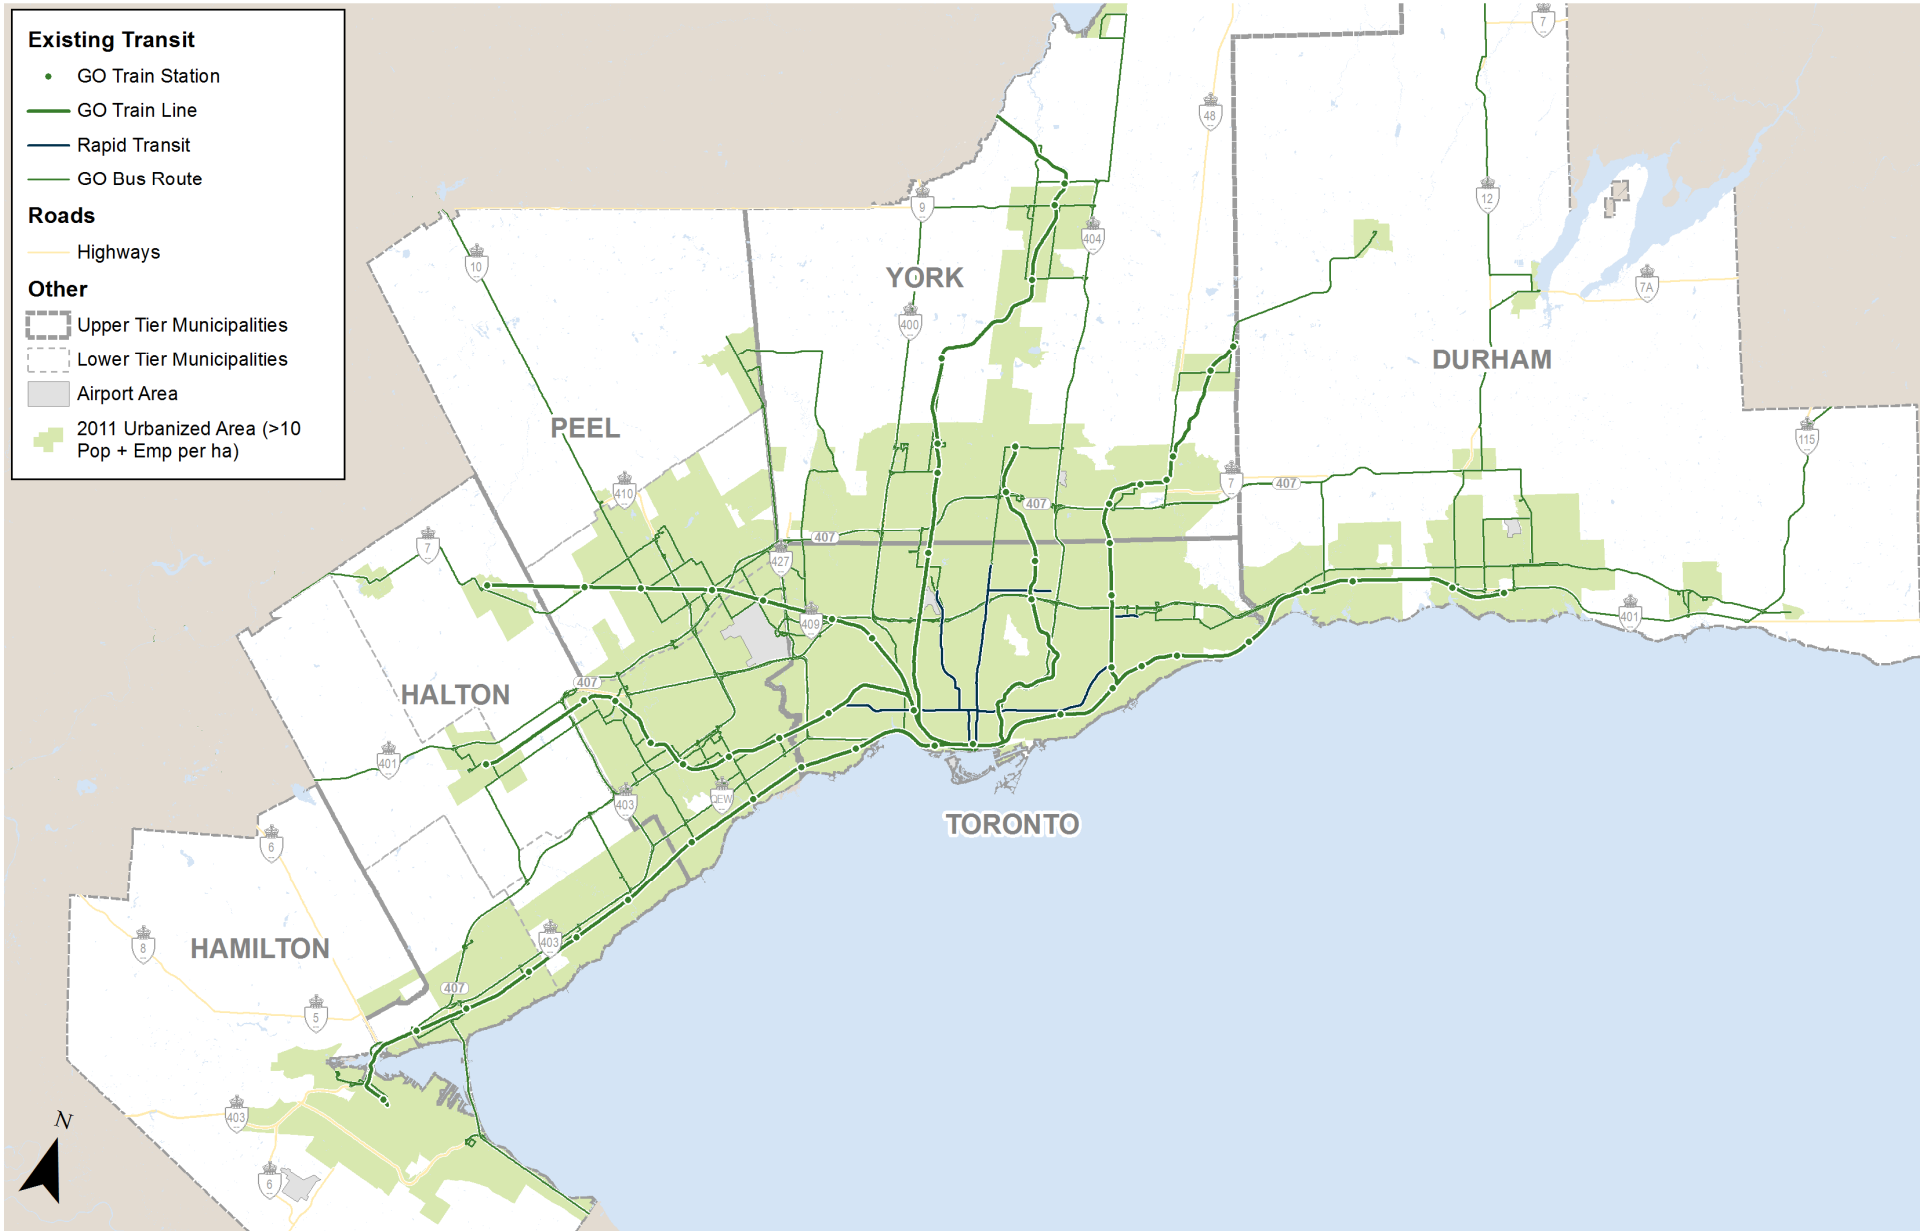 Existing Transit
GO Train Station
GO Train Line
Rapid Transit
GO Bus Route
Roads
Highways
Other
Upper Tier Municipalities
Lower Tier Municipalities
Airport Area
2011 Urbanized Area (>10
Pop + Emp per ha)
7
48
12
9
404
10
YORK
400
7A
DURHAM
PEEL
115
410
7
407
407
407
7
427
409
401
407
HALTON
401
403
QEW
TORONTO
6
8
HAMILTON
403
407
5
403
6
N